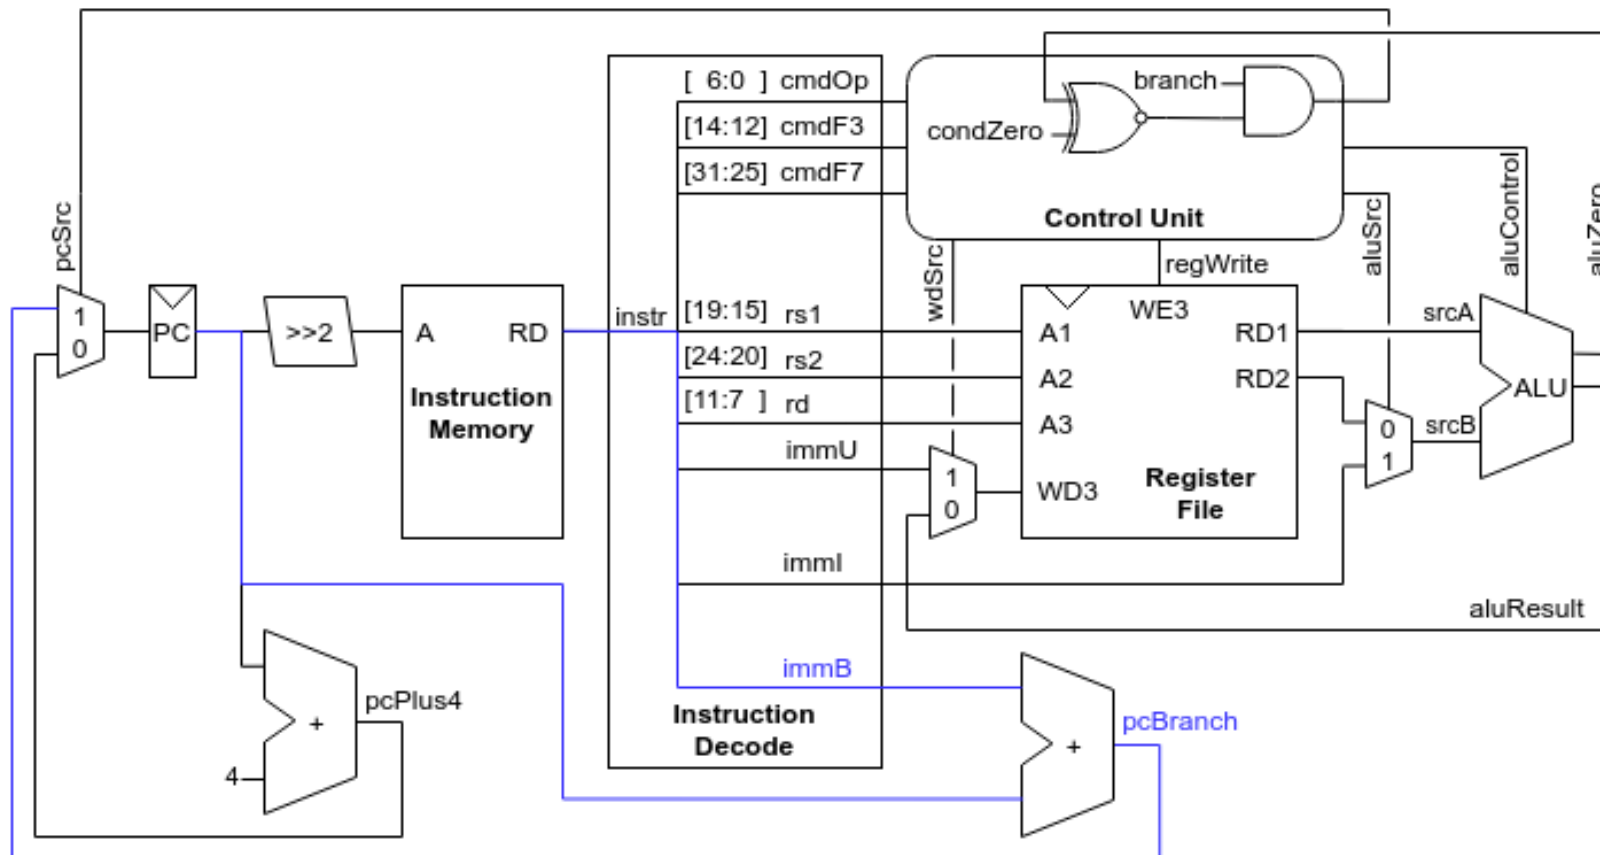 [ 6:0 ] cmdOp
branch
[14:12] cmdF3
condZero
[31:25] cmdF7
Control Unit
pcSrc
wdSrc
regWrite
aluSrc
aluControl
aluZero
1
0
PC
>>2
A
RD
Instruction
Memory
instr
[19:15] rs1
[24:20] rs2
[11:7 ] rd
immU
1
0
A1
A2
A3
WD3
WE3
RD1
RD2
Register
File
srcA
0
1
srcB
ALU
immI
aluResult
immB
pcPlus4
+
4
Instruction
Decode
+
pcBranch